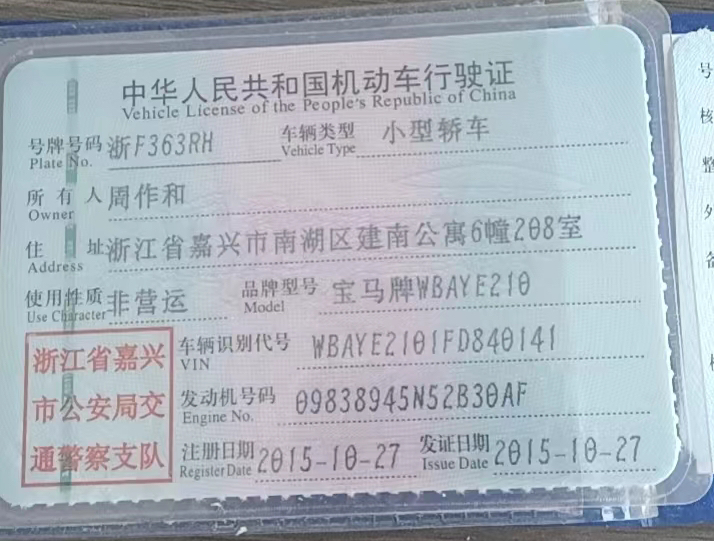 中华人民共和国机动车行驶证
Vehicle License of the People's Republic of China
号牌号码 浙F363RH 车辆类型 小型轿车
Plate No. Vehicle Type
所有人 周作和
Owner
住址 浙江省嘉兴市南湖区建南公寓6幢208室
Address
使用性质 非营运 品牌型号 宝马牌WBAYE210
Use Character Model
浙江省嘉兴
市公安局交
通警察支队
车辆识别代号 WBAYE2101FD840141
VIN
发动机号码 09838945N52B30AF
Engine No.
注册日期 2015-10-27 发证日期 2015-10-27
Register Date Issue Date
号
核
整
外